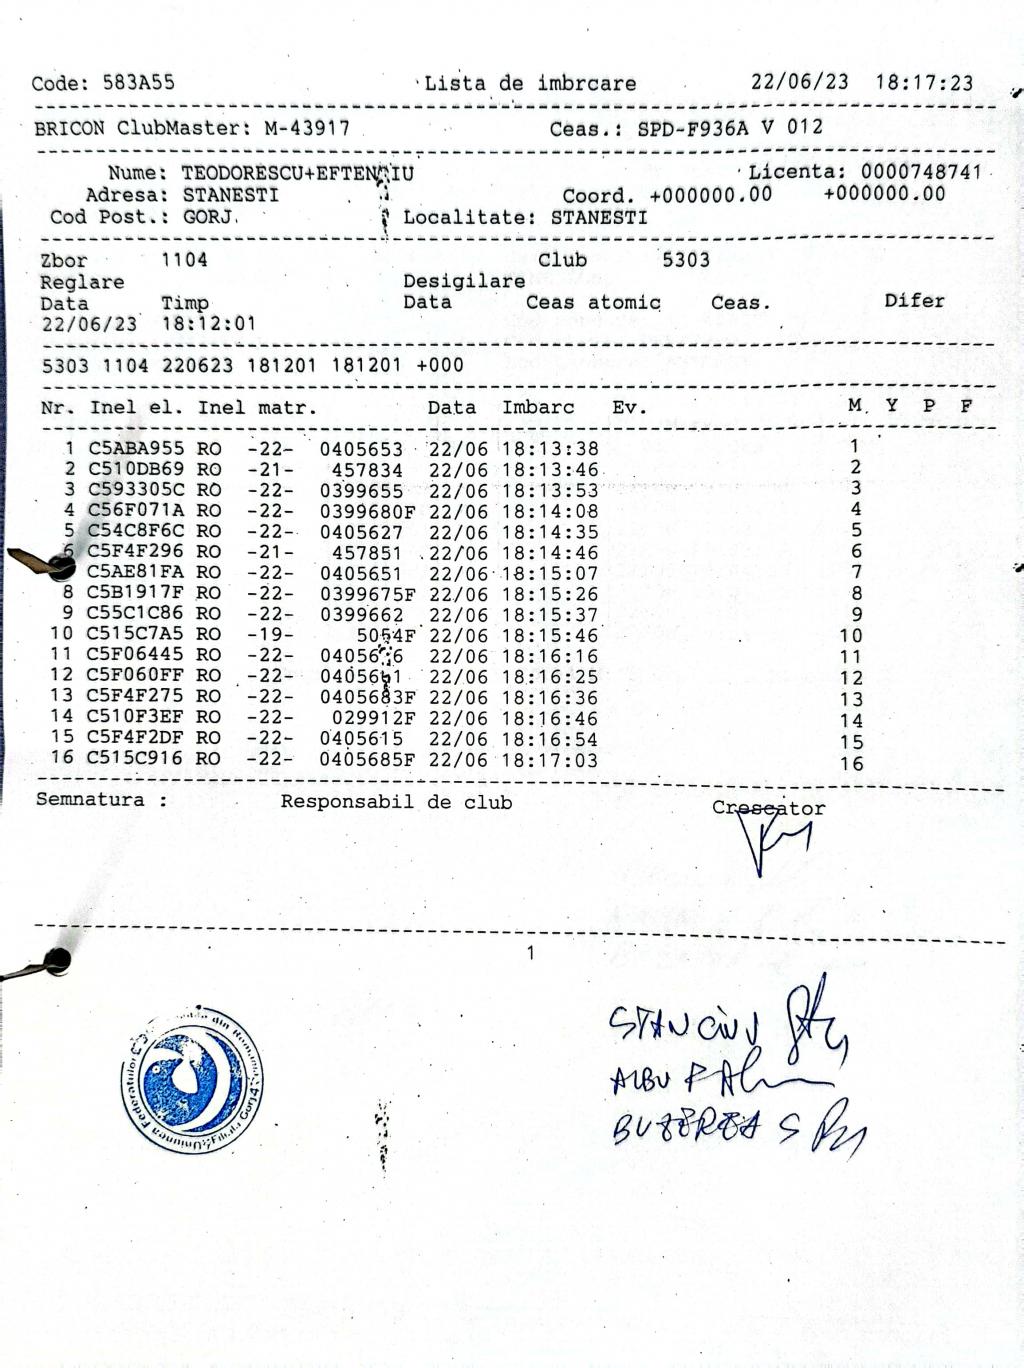 Code: 583A55 Lista de imbrcare 22/06/23 18:17:23
BRICON ClubMaster: M-43917 Ceas.: SPD-F936A V 012
Nume: Licenta: 0000748741
Adresa: STANESTI Coord. +000000.00 +000000.00
Cod Post.: GORJ Localitate: STANESTI
Zbor 1104 Club 5303
Reglare Desigilare
Data Timp Data Ceas atomic Ceas. Difer
22/06/23 18:12:01
5303 1104 220623 181201 181201 +000
Nr. Inel el. Inel matr. Data Imbarc Ev. M. Y P F
1 C5ABA955 RO -22- 0405653 22/06 18:13:38 1
2 C510DB69 RO -21- 457834 22/06 18:13:46 2
3 C593305C RO -22- 0399655 22/06 18:13:53 3
4 C56F071A RO -22- 0399680F 22/06 18:14:08 4
5 C54C8F6C RO -22- 0405627 22/06 18:14:35 5
6 C5F4F296 RO -21- 457851 22/06 18:14:46 6
C5AE81FA RO -22- 0405651 22/06 18:15:07 7
8 C5B1917F RO -22- 0399675F 22/06 18:15:26 8
9 C55C1C86 RO -22- 0399662 22/06 18:15:37 9
10 C515C7A5 RO -19- 22/06 18:15:46 10
11 C5F06445 RO -22- 22/06 18:16:16 11
12 C5F060FF RO -22- 22/06 18:16:25 12
13 C5F4F275 RO -22- 0405683F 22/06 18:16:36 13
14 C510F3EF RO -22- 029912F 22/06 18:16:46 14
15 C5F4F2DF RO -22- 0405615 22/06 18:16:54 15
16 C515C916 RO -22- 0405685F 22/06 18:17:03 16
Semnatura : Responsabil de club Crescator
1
STANCIU
ALBU
BUZEREA S